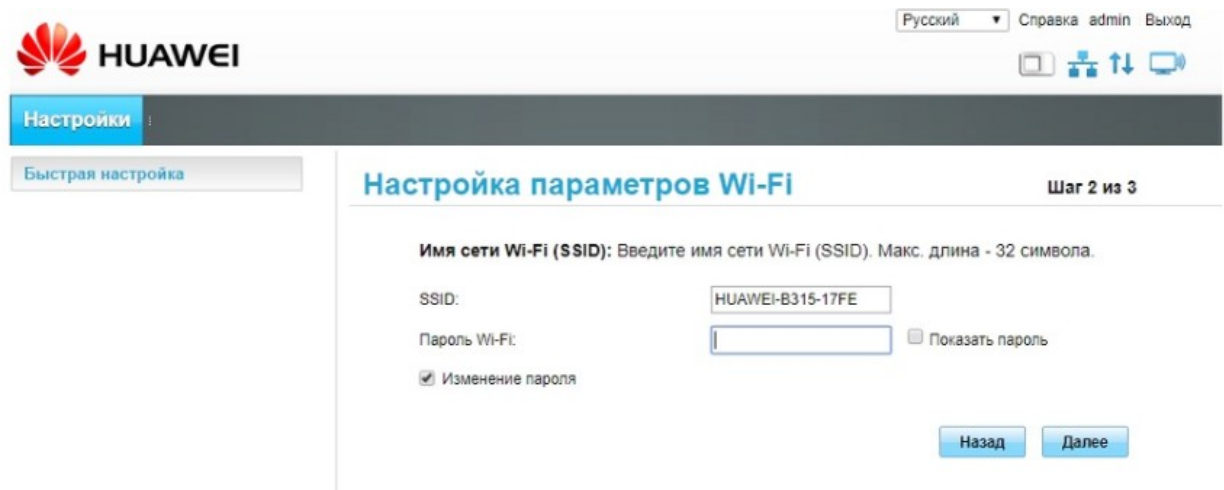 Русский Справка admin Выход
HUAWEI
Настройки
Быстрая настройка
Настройка параметров Wi-Fi Шаг 2 из 3
Имя сети Wi-Fi (SSID): Введите имя сети Wi-Fi (SSID). Макс. длина - 32 символа.
SSID: HUAWEI-B315-17FE
Пароль Wi-Fi: Показать пароль
Изменение пароля
Назад Далее